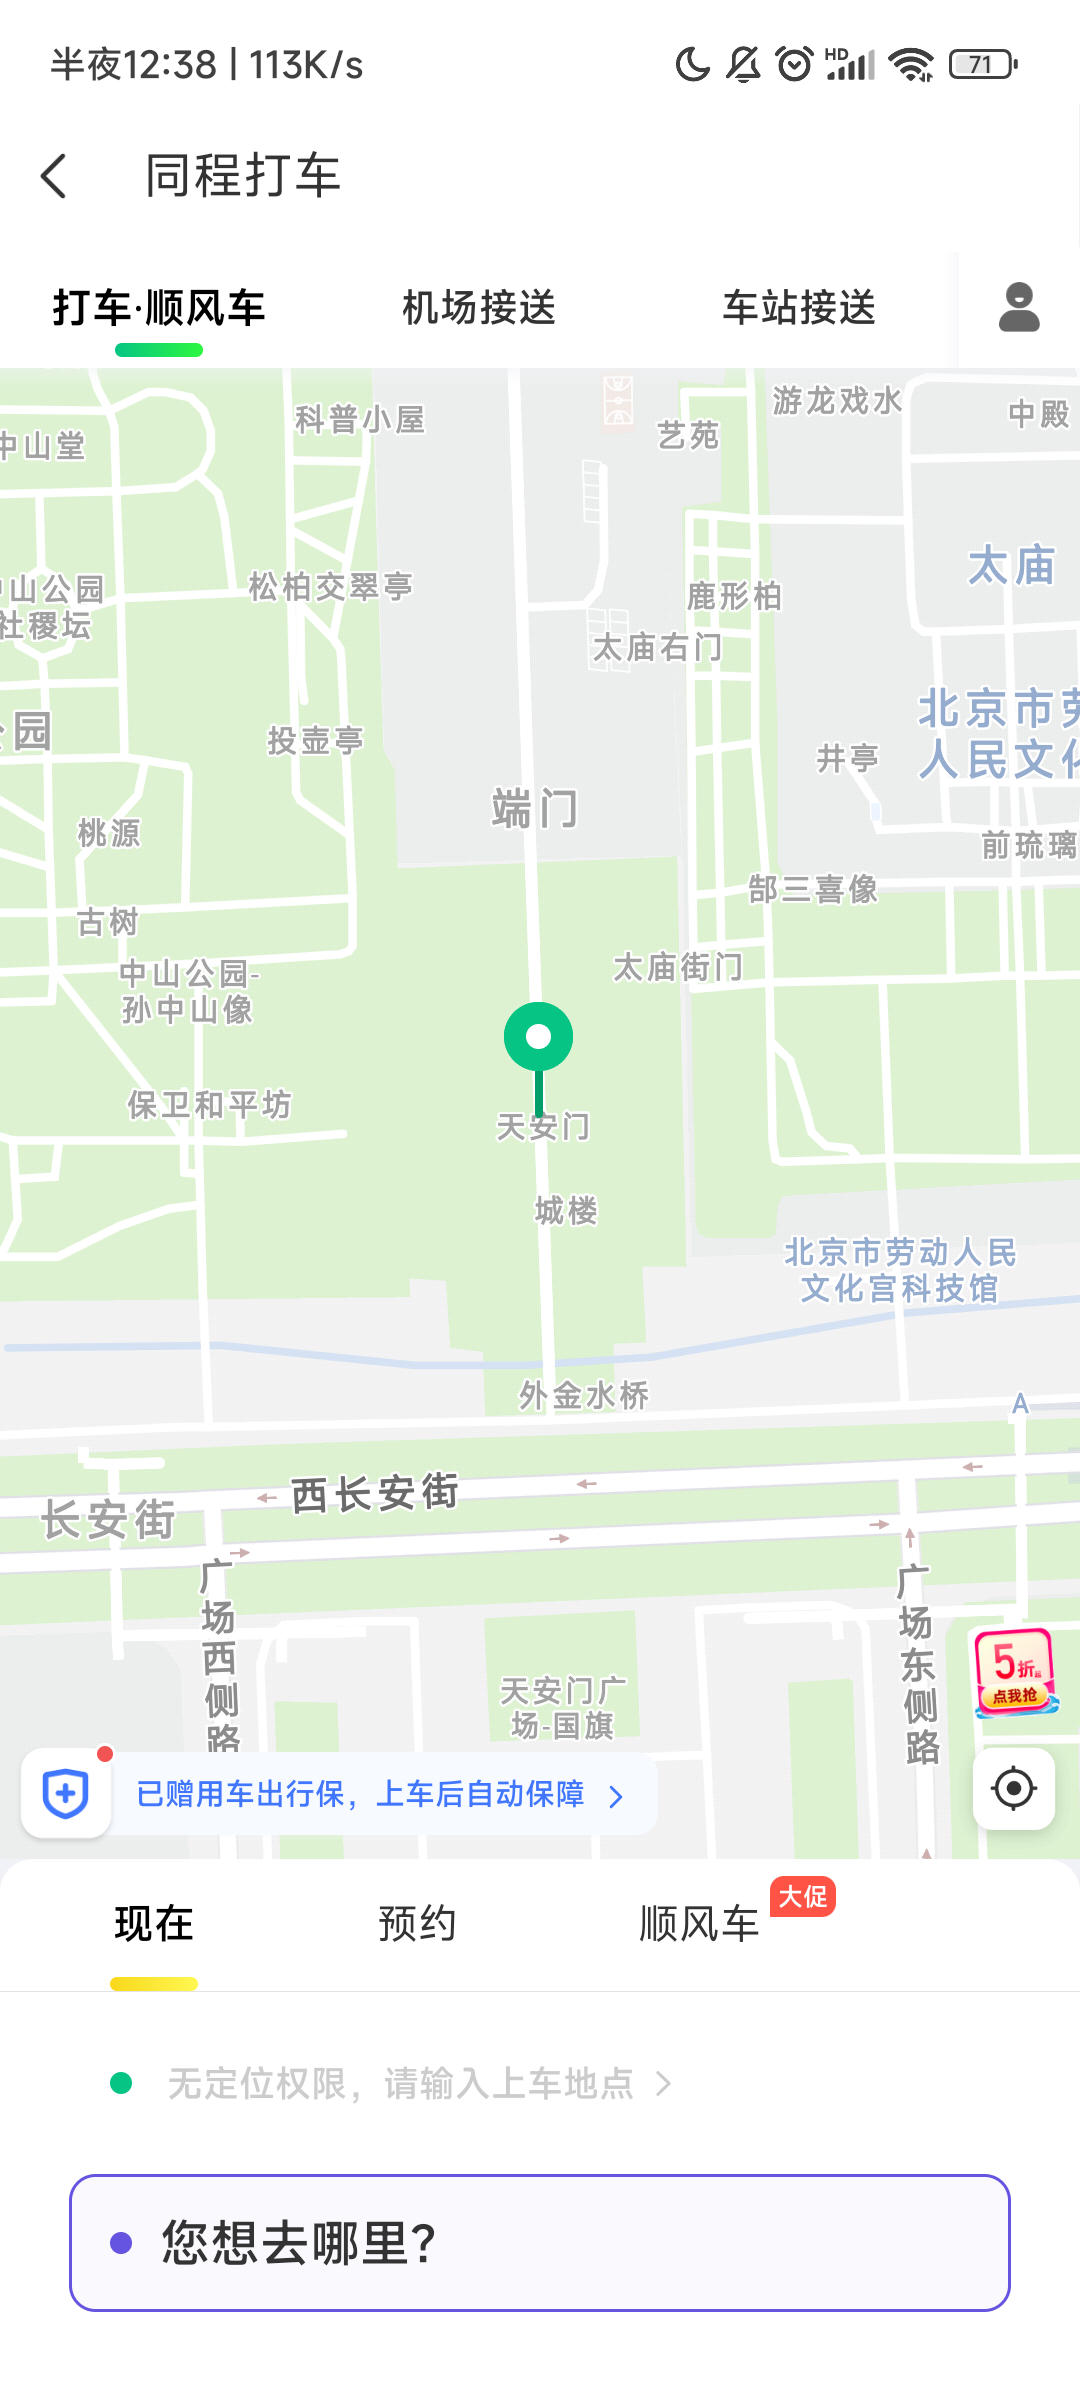 半夜12:38 | 113K/s
HD
71
同程打车
打车·顺风车
机场接送
车站接送
科普小屋
游龙戏水
中殿
艺苑
中山堂
太庙
松柏交翠亭
鹿形柏
中山公园
社稷坛
太庙右门
北京市劳
人民文化
公园
投壶亭
井亭
端门
桃源
前琉璃
郜三喜像
古树
太庙街门
中山公园-
孙中山像
保卫和平坊
天安门
城楼
北京市劳动人民
文化宫科技馆
外金水桥
A
西长安街
长安街
广场西侧路
广场东侧路
天安门广
场-国旗
5折起
点我抢
已赠用车出行保，上车后自动保障
现在
预约
顺风车
大促
无定位权限，请输入上车地点
您想去哪里?